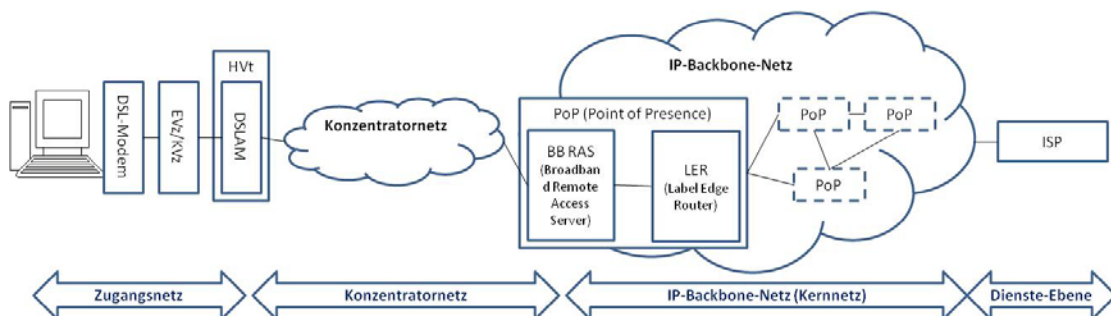 DSL-Modem
EVz/KVz
HVt
DSLAM
Konzentratornetz
IP-Backbone-Netz
PoP (Point of Presence)
BB RAS
(Broadban
d Remote
Access
Server)
LER
(Label Edge
Router)
PoP
PoP
PoP
ISP
Zugangsnetz
Konzentratornetz
IP-Backbone-Netz (Kernnetz)
Dienste-Ebene